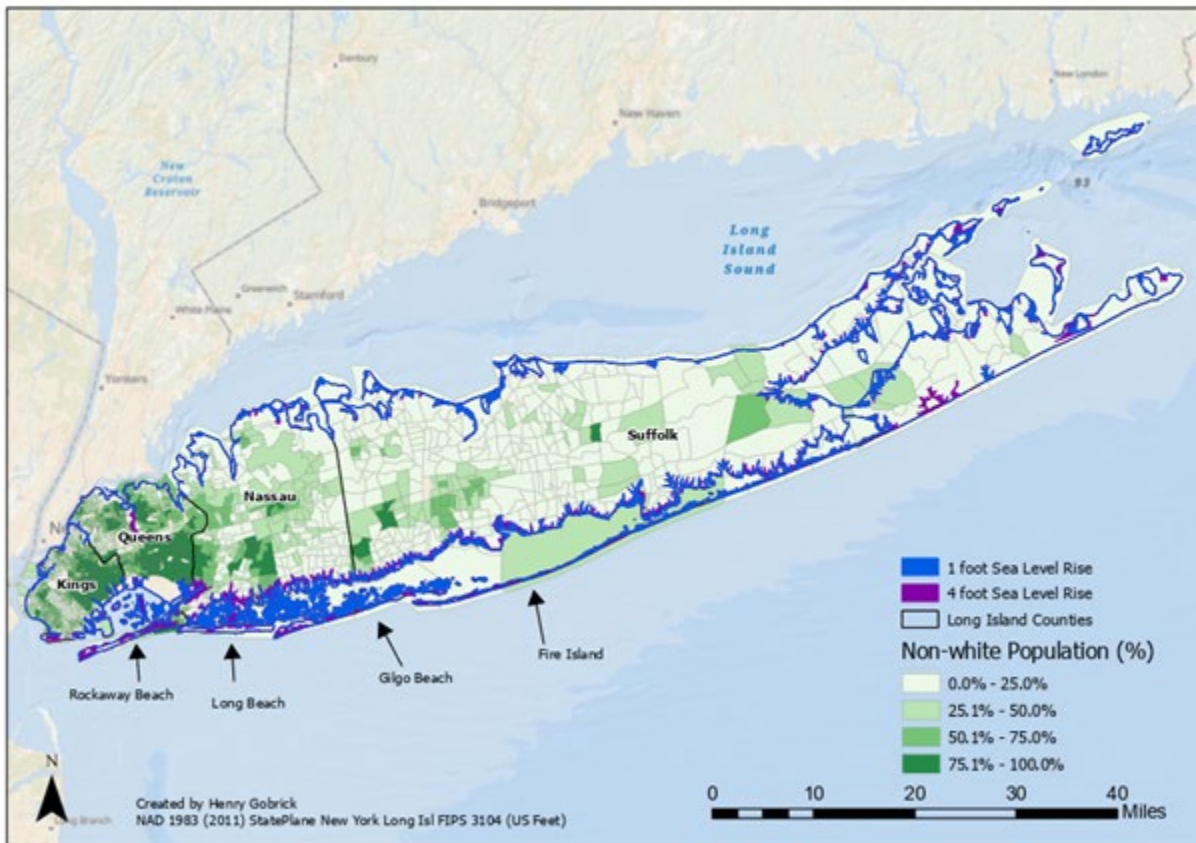 Danbury
New London
New Haven
New
Croton
Reservoir
93
Bridgeport
Long
Island
Sound
Greenwich
Stamford
White Plains
Yonkers
Suffolk
Nassau
Queens
Kings
1 foot Sea Level Rise
4 foot Sea Level Rise
Long Island Counties
Non-white Population (%)
0.0% - 25.0%
25.1% - 50.0%
50.1% - 75.0%
75.1% - 100.0%
Fire Island
Gilgo Beach
Rockaway Beach
Long Beach
N
0 10 20 30 40
Miles
Created by Henry Gobrick
NAD 1983 (2011) StatePlane New York Long Isl FIPS 3104 (US Feet)
Long Branch